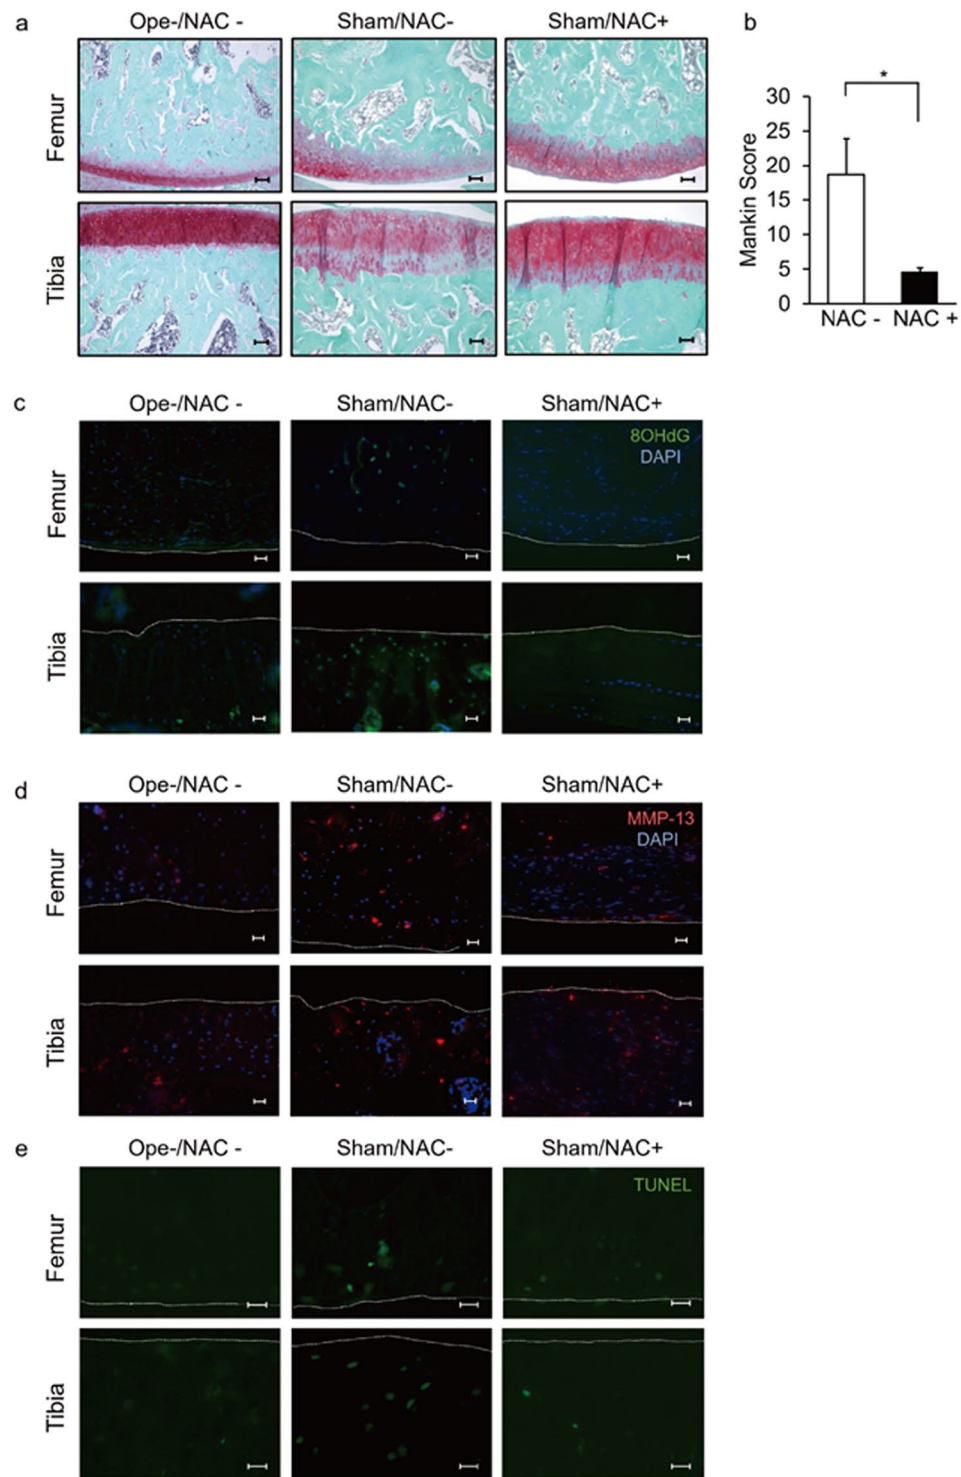 a
Ope-/NAC -
Sham/NAC-
Sham/NAC+
Femur
Tibia
b
*
Mankin Score
30
25
20
15
10
5
0
NAC -
NAC +
c
Ope-/NAC -
Sham/NAC-
Sham/NAC+
Femur
8OHdG
DAPI
Tibia
d
Ope-/NAC -
Sham/NAC-
Sham/NAC+
Femur
MMP-13
DAPI
Tibia
e
Ope-/NAC -
Sham/NAC-
Sham/NAC+
Femur
TUNEL
Tibia